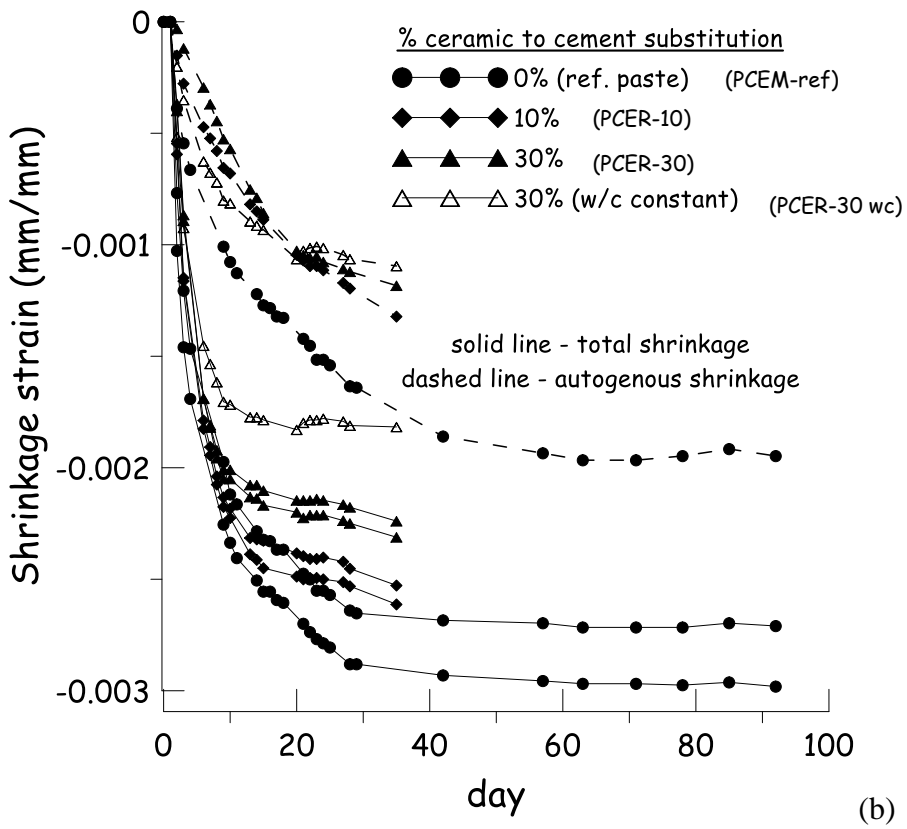 % ceramic to cement substitution
0% (ref. paste) (PCEM-ref)
10% (PCER-10)
30% (PCER-30)
30% (w/c constant) (PCER-30 wc)
solid line - total shrinkage
dashed line - autogenous shrinkage
Shrinkage strain (mm/mm)
0
-0.001
-0.002
-0.003
0 20 40 60 80 100
day
(b)